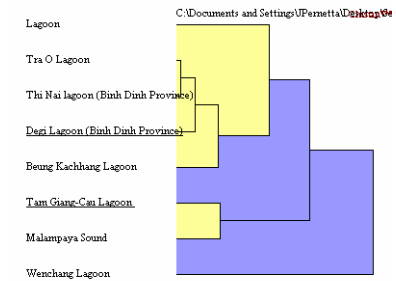 C:\Documents and Settings\JPernetta\Desktop\
Lagoon
Tra O Lagoon
Thi Nai lagoon (Binh Dinh Province)
Degi Lagoon (Binh Dinh Province)
Beung Kachhang Lagoon
Tam Giang-Cau Lagoon
Malampaya Sound
Wenchang Lagoon